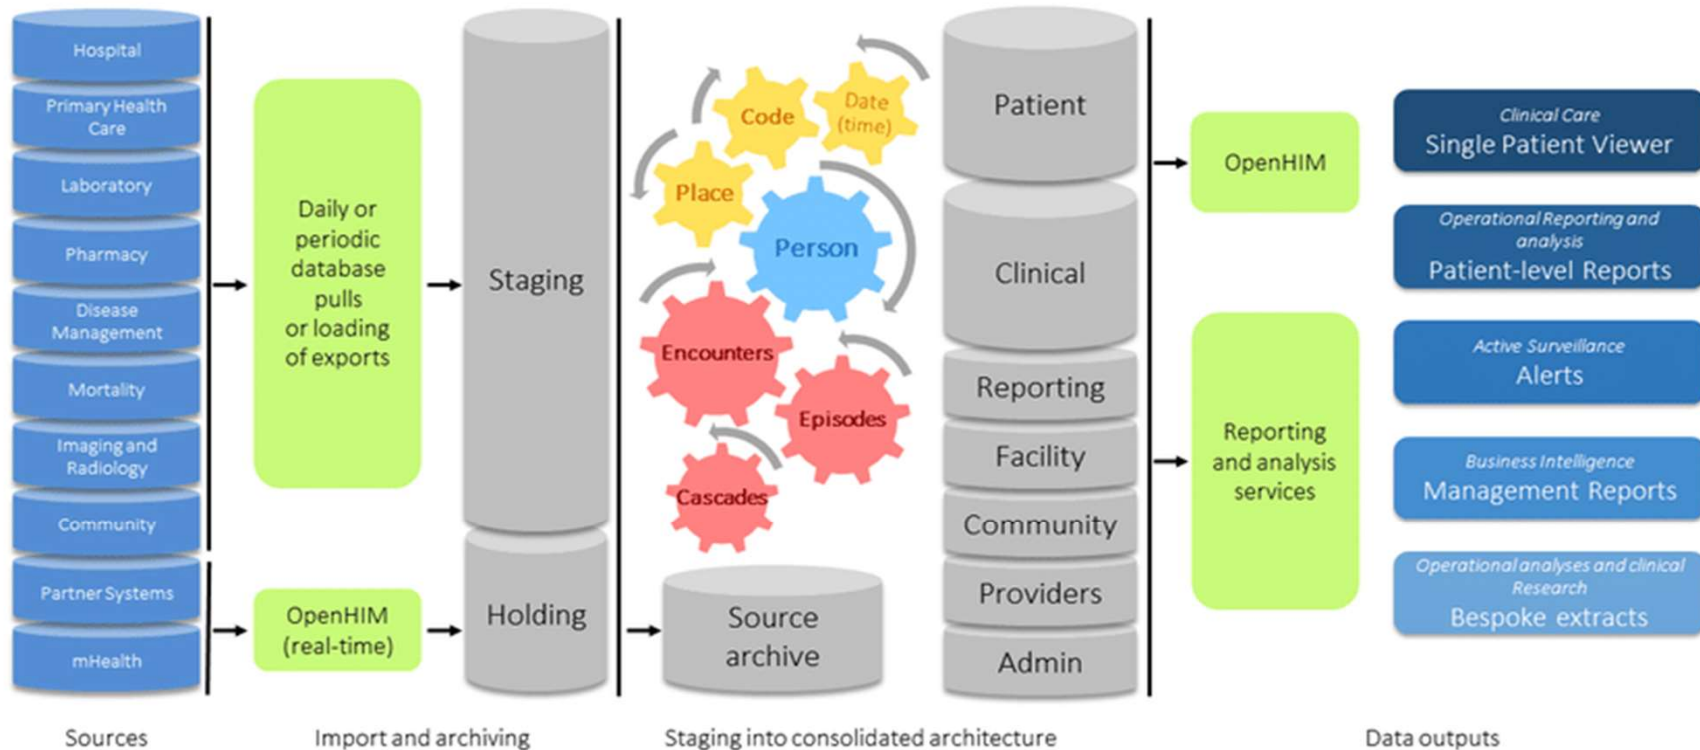 Hospital
Primary Health
Care
Laboratory
Pharmacy
Disease
Management
Mortality
Imaging and
Radiology
Community
Partner Systems
mHealth
Sources
Daily or
periodic
database
pulls
or loading
of exports
OpenHIM
(real-time)
Import and archiving
Staging
Holding
Code
Date
(time)
Place
Person
Encounters
Episodes
Cascades
Source
archive
Staging into consolidated architecture
Patient
Clinical
Reporting
Facility
Community
Providers
Admin
OpenHIM
Reporting
and analysis
services
Clinical Care
Single Patient Viewer
Operational Reporting and
analysis
Patient-level Reports
Active Surveillance
Alerts
Business Intelligence
Management Reports
Operational analyses and clinical
Research
Bespoke extracts
Data outputs